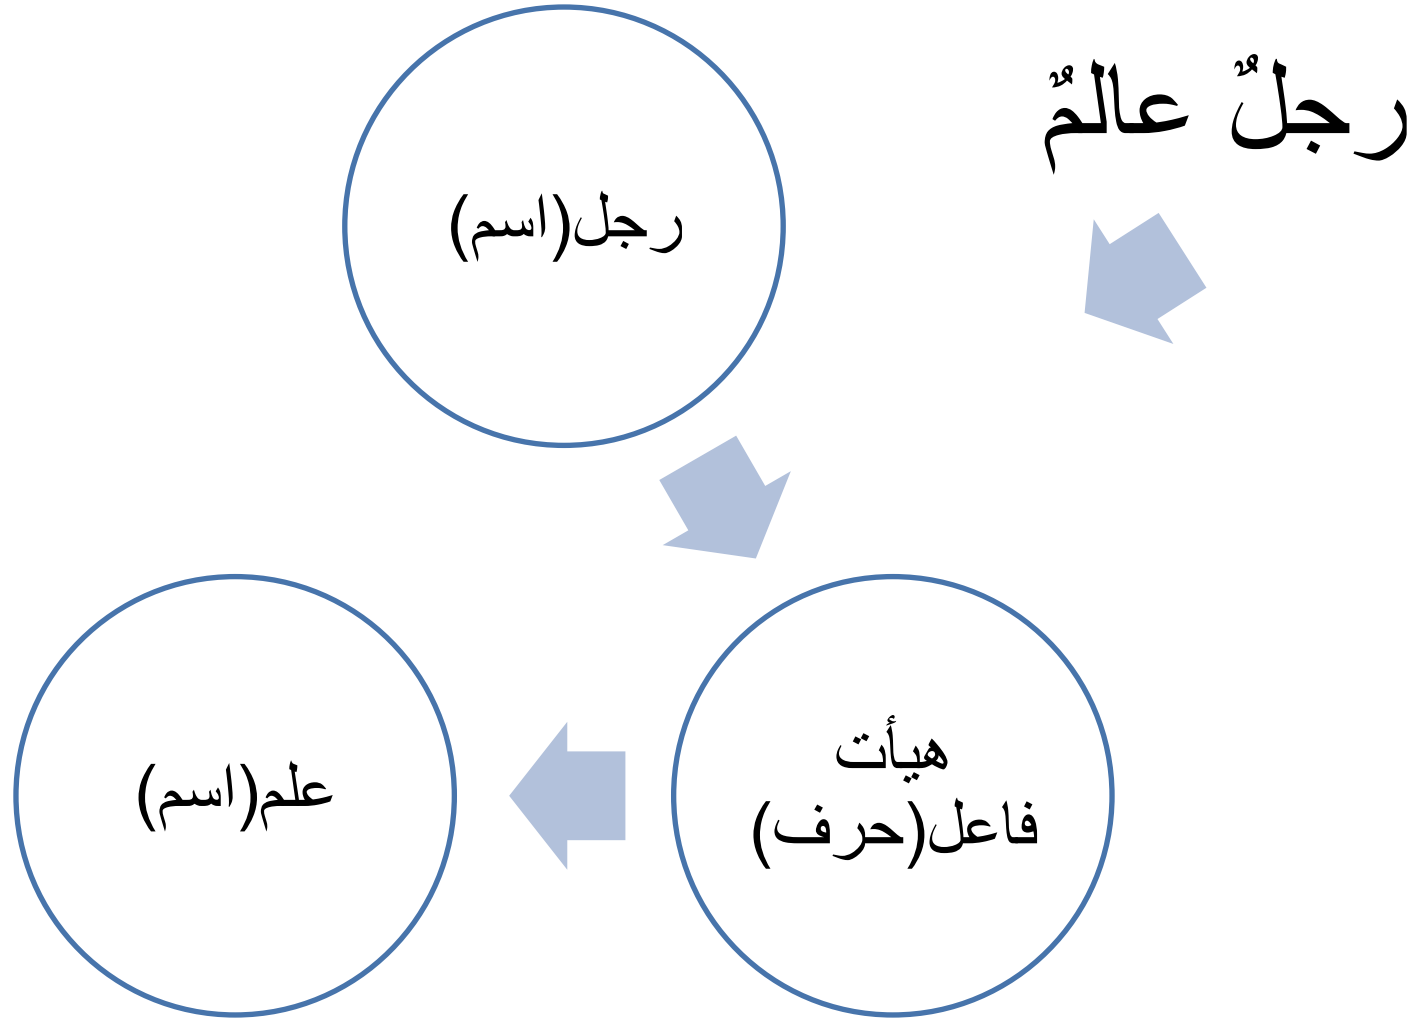 رجلٌ عالمٌ
رجل(اسم)
هيأت
فاعل(حرف)
علم(اسم)